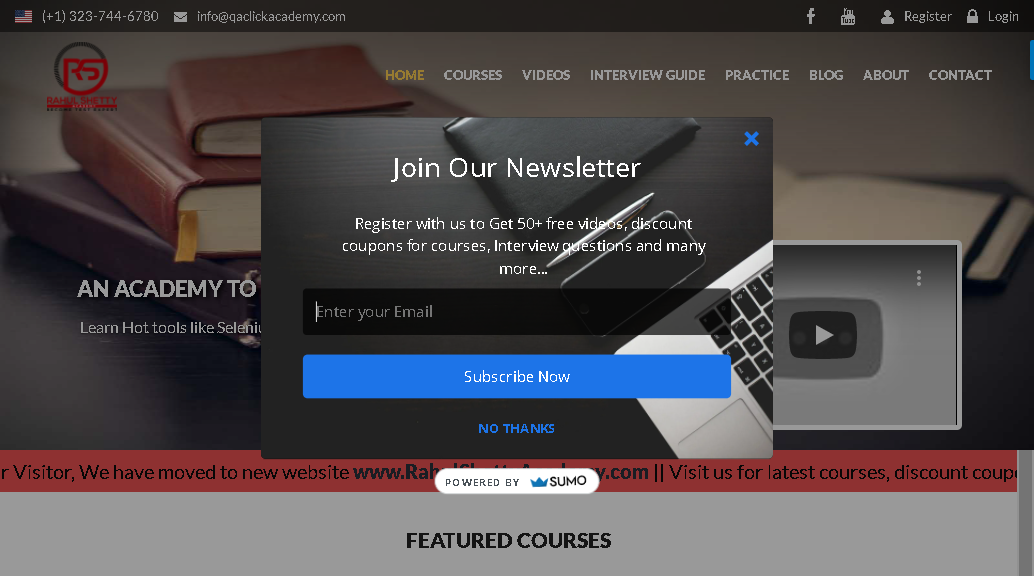 (+1) 323-744-6780 info@qaclickacademy.com Register Login
RAHUL SHETTY
HOME COURSES VIDEOS INTERVIEW GUIDE PRACTICE BLOG ABOUT CONTACT
Join Our Newsletter
Register with us to Get 50+ free videos, discount
coupons for courses, Interview questions and many
more...
AN ACADEMY TO
Learn Hot tools like Seleniu
Enter your Email
Subscribe Now
NO THANKS
r Visitor, We have moved to new website www.RahulShettyAcademy.com || Visit us for latest courses, discount coupo
POWERED BY SUMO
FEATURED COURSES